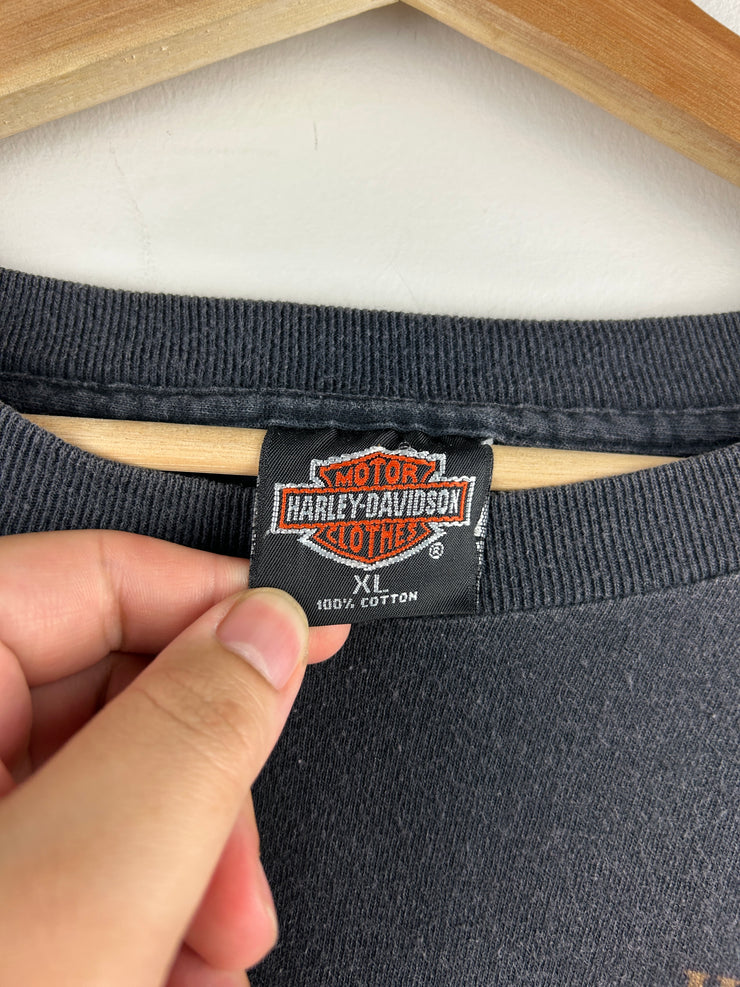 MOTOR
HARLEY-DAVIDSON
CLOTHES
®
XL
100% COTTON